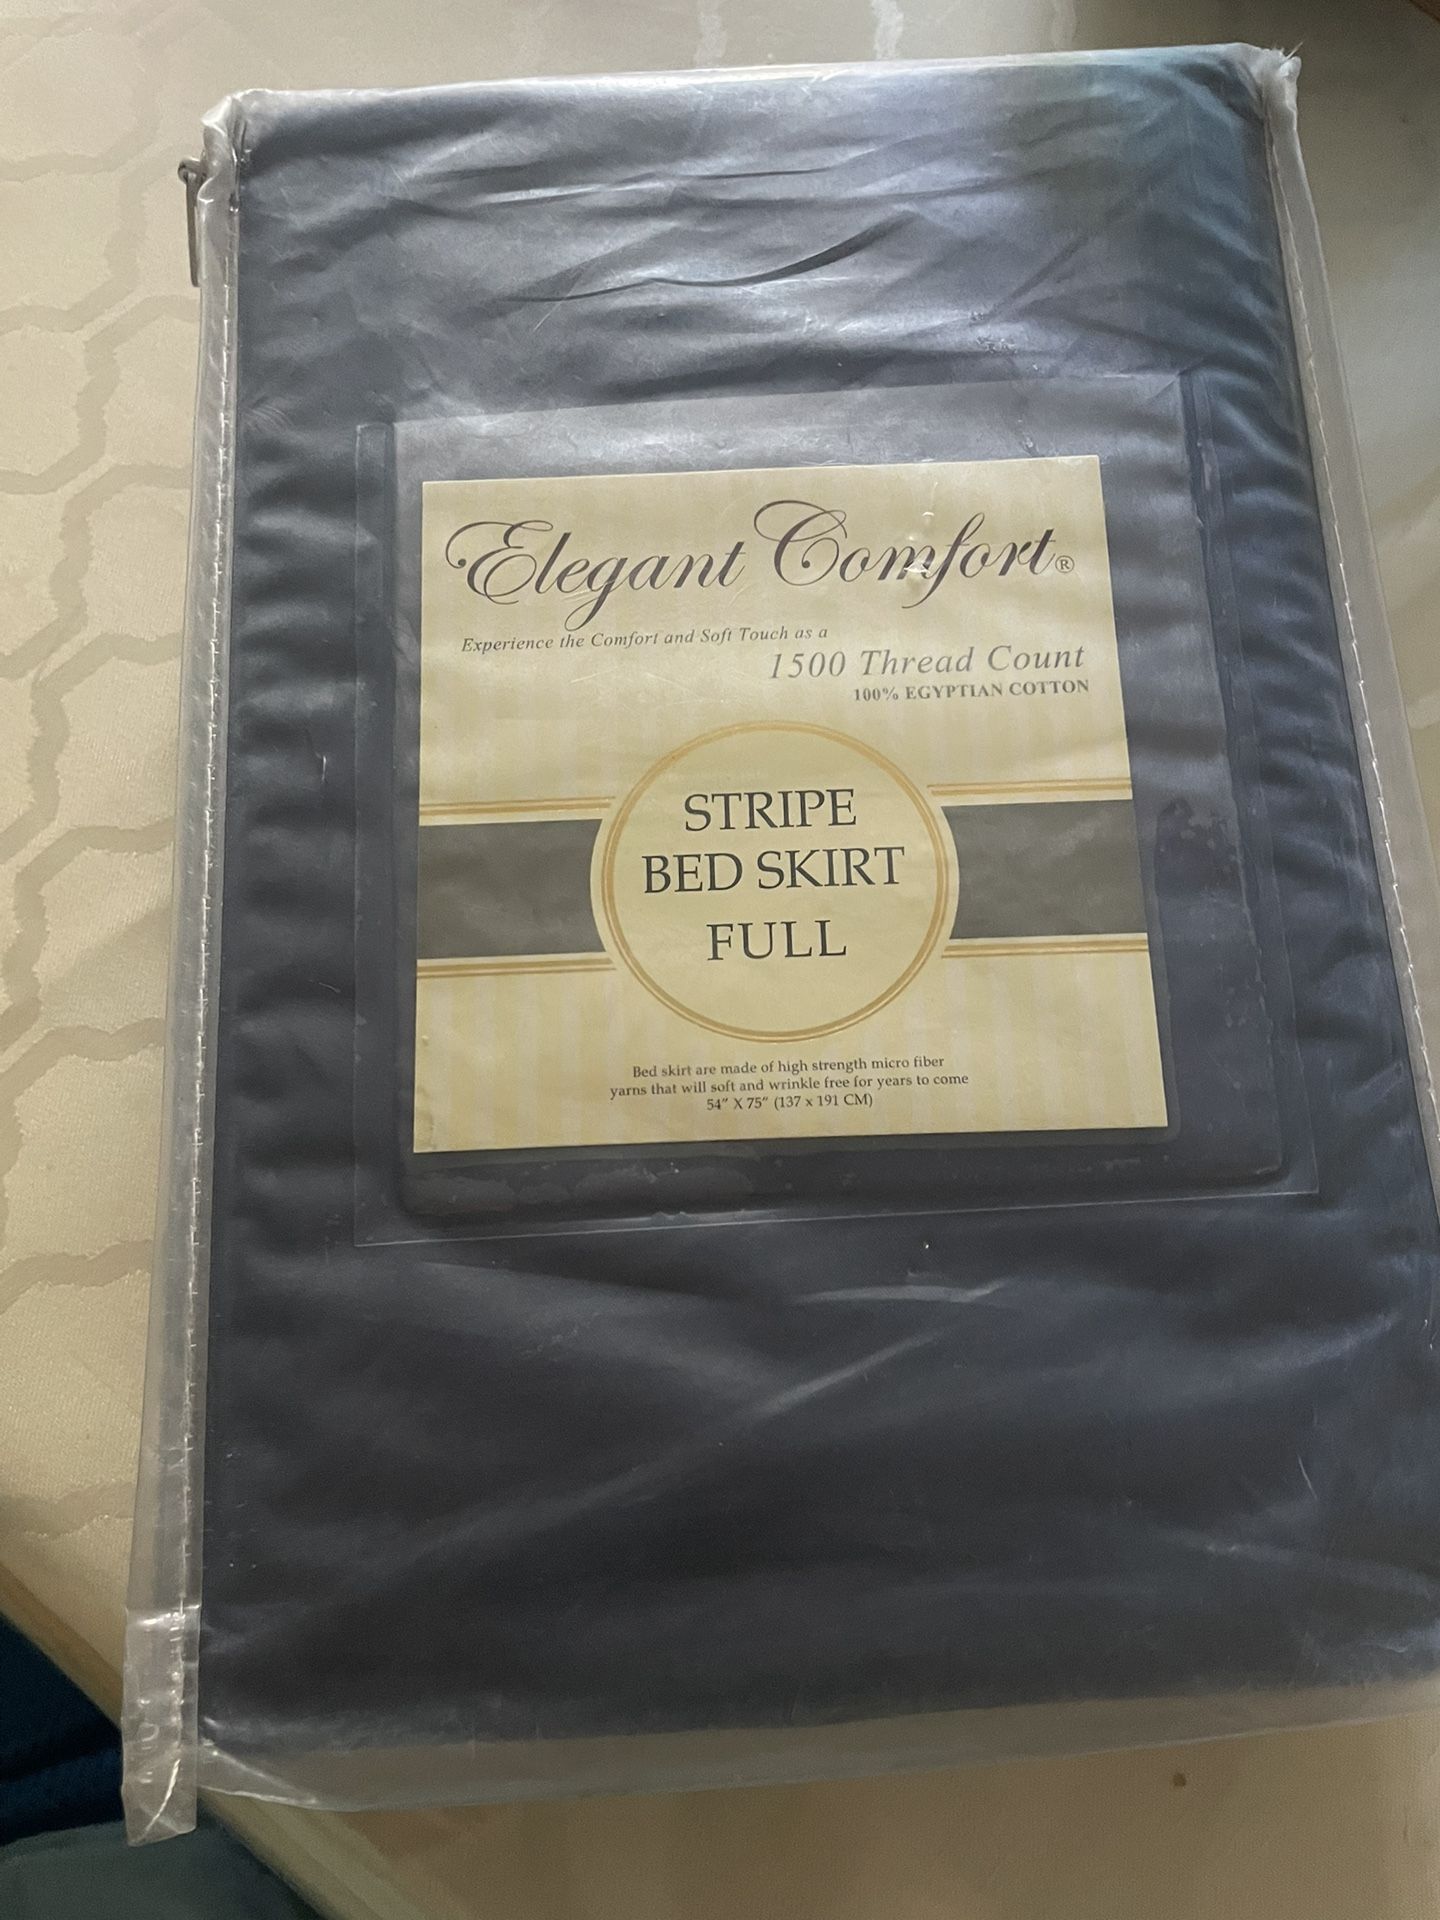 Elegant Comfort®
Experience the Comfort and Soft Touch as a
1500 Thread Count
100% EGYPTIAN COTTON
STRIPE
BED SKIRT
FULL
Bed skirt are made of high strength micro fiber
yarns that will soft and wrinkle free for years to come
54" X 75" (137 x 191 CM)